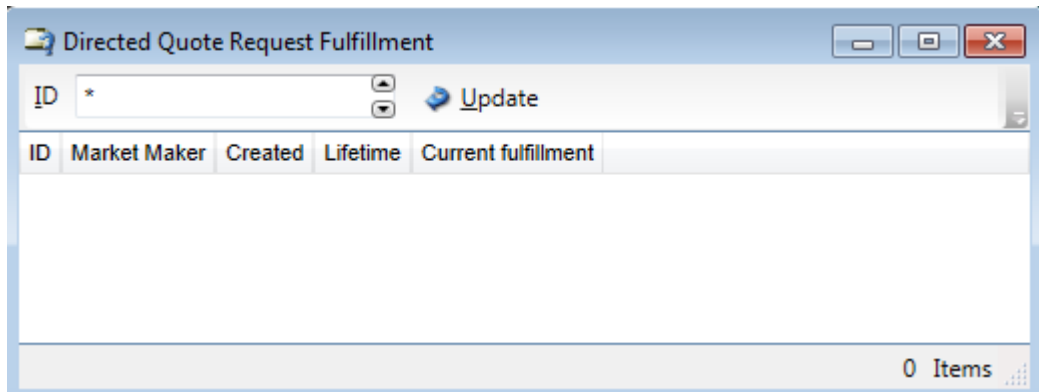 Directed Quote Request Fulfillment
ID * Update
ID Market Maker Created Lifetime Current fulfillment
0 Items